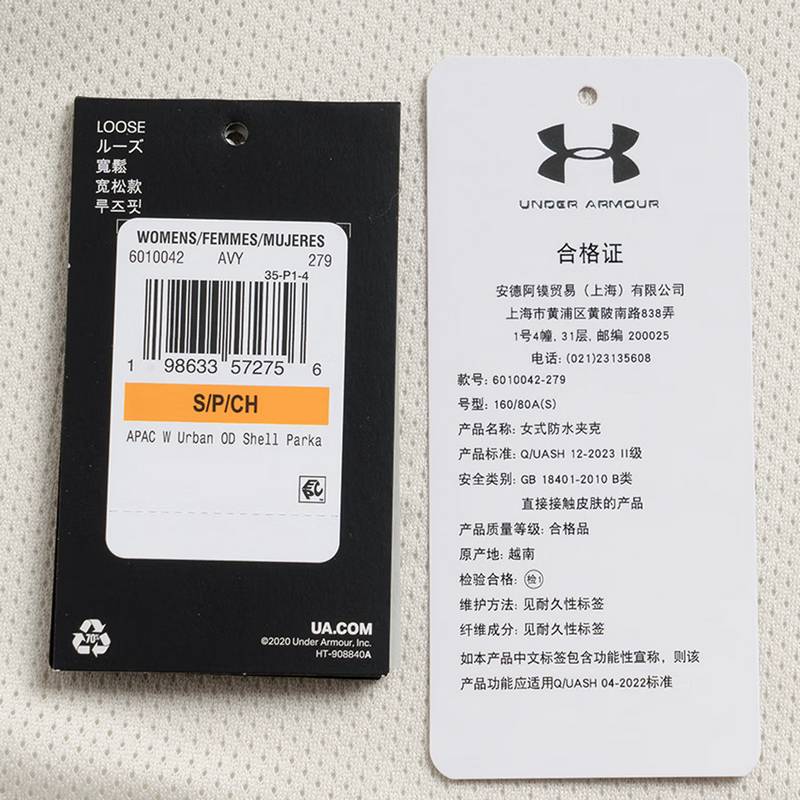 LOOSE
ルーズ
寬鬆
宽松款
루즈핏
WOMENS/FEMMES/MUJERES
6010042 AVY 279
35-P1-4
1 98633 57275 6
S/P/CH
APAC W Urban OD Shell Parka
70%
UA.COM
©2020 Under Armour, Inc.
HT-908840A
UNDER ARMOUR
合格证
安德阿镆贸易（上海）有限公司
上海市黄浦区黄陂南路838弄
1号4幢, 31层, 邮编 200025
电话: (021)23135608
款号: 6010042-279
号型: 160/80A(S)
产品名称: 女式防水夹克
产品标准: Q/UASH 12-2023 II级
安全类别: GB 18401-2010 B类
直接接触皮肤的产品
产品质量等级: 合格品
原产地: 越南
检验合格: 检1
维护方法: 见耐久性标签
纤维成分: 见耐久性标签
如本产品中文标签包含功能性宣称，则该
产品功能应适用Q/UASH 04-2022标准